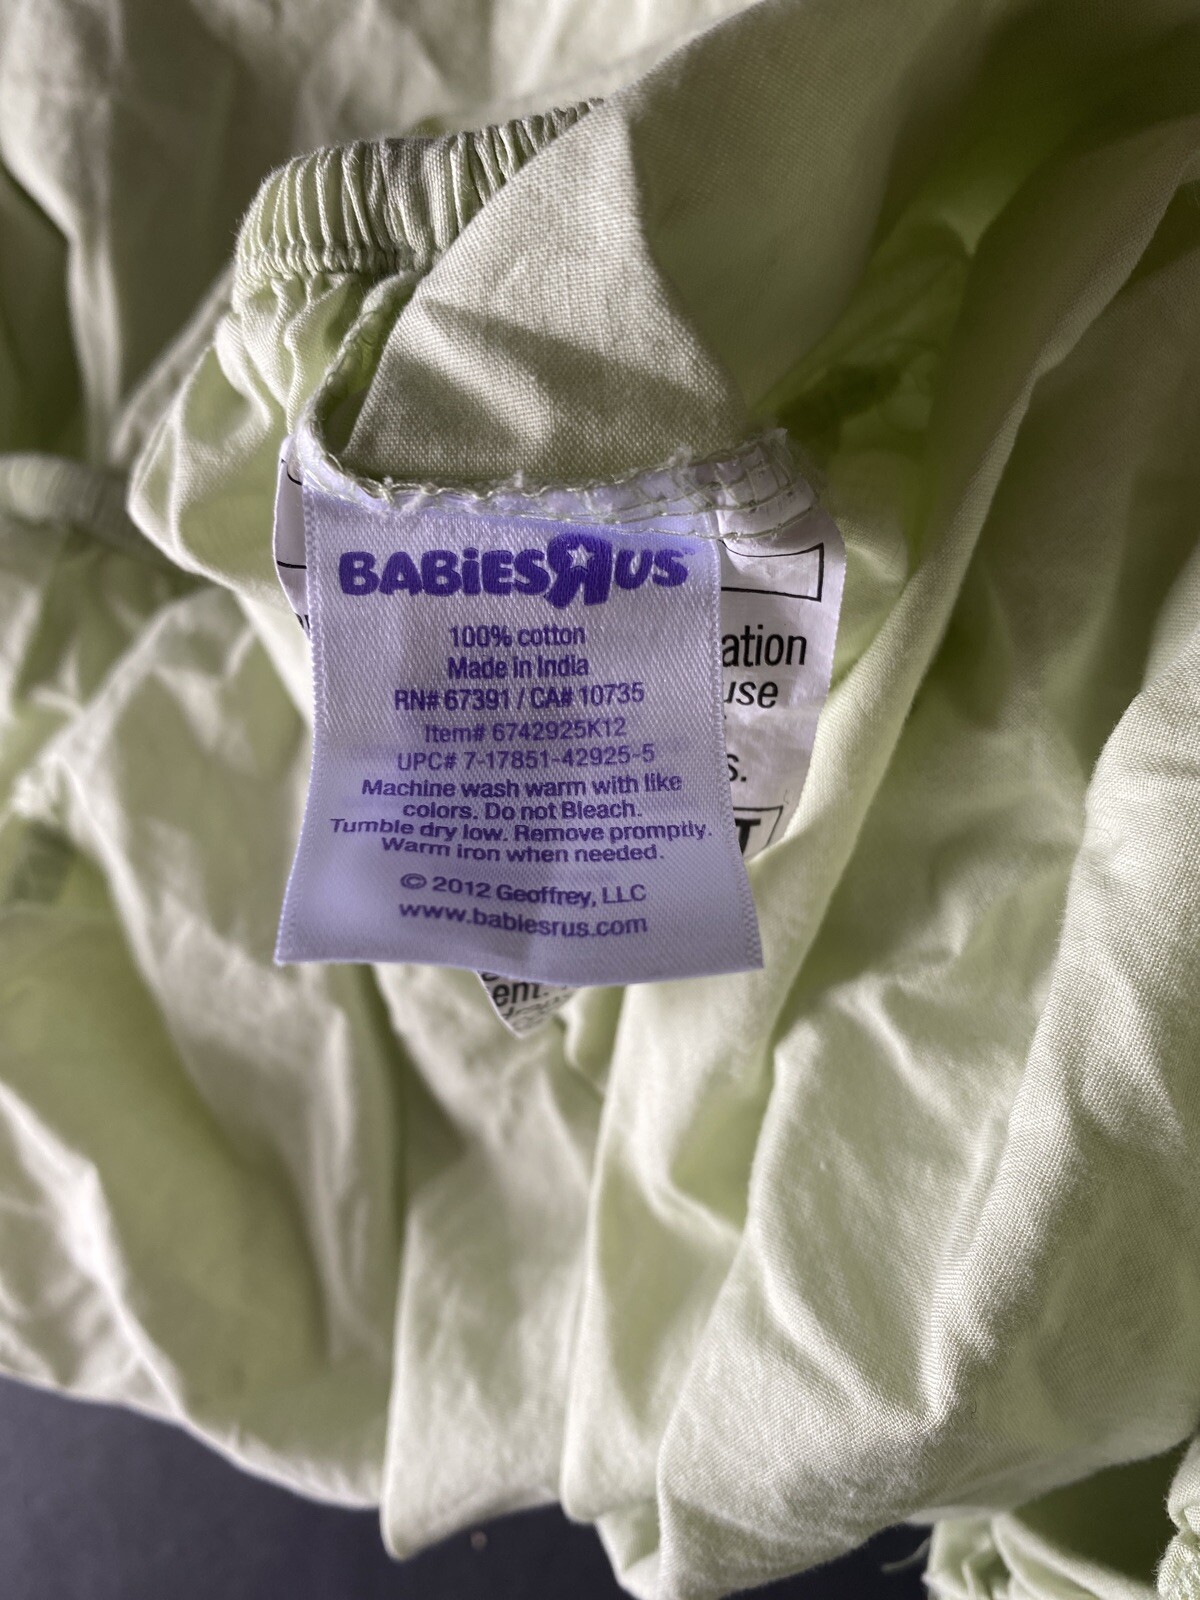 BABiESRUS™
100% cotton
Made in India
RN# 67391 / CA# 10735
Item# 6742925K12
UPC# 7-17851-42925-5
Machine wash warm with like
colors. Do not Bleach.
Tumble dry low. Remove promptly.
Warm iron when needed.
© 2012 Geoffrey, LLC
www.babiesrus.com
ation
use
s.
T
ent.